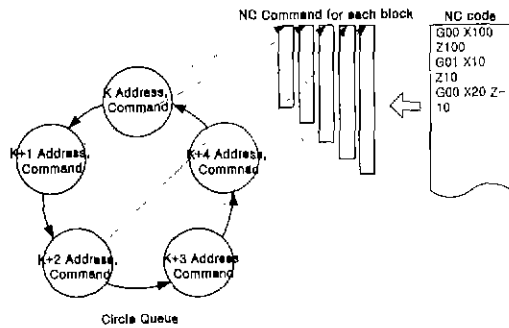 NC Command for each block
NC code
G00 X100
Z100
G01 X10
Z10
G00 X20 Z-
10
K Address,
Command
K+1 Address,
Command
K+4 Address,
Command
K+2 Address,
Command
K+3 Address
Command
Circle Queue